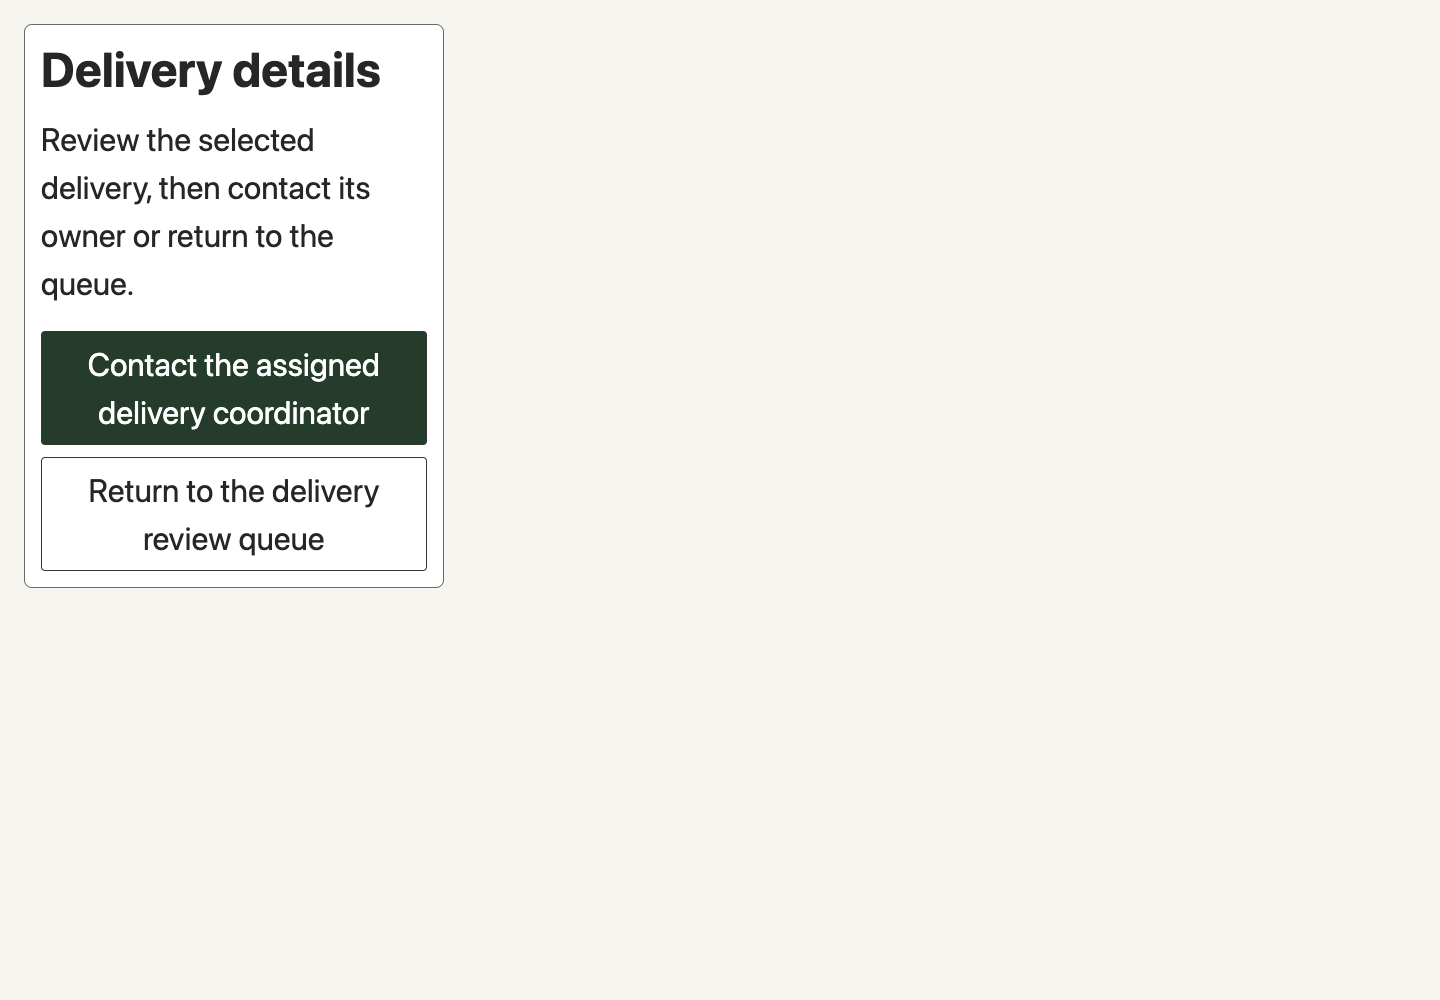 Delivery details
Review the selected
delivery, then contact its
owner or return to the
queue.
Contact the assigned
delivery coordinator
Return to the delivery
review queue